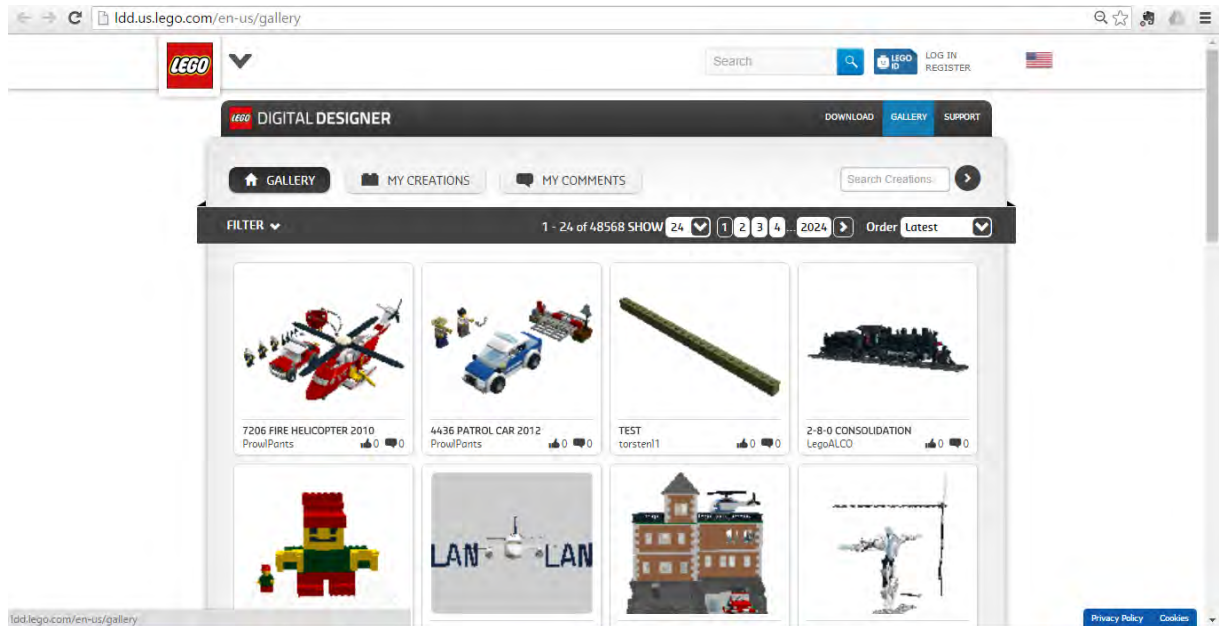 ldd.us.lego.com/en-us/gallery
LEGO
Search
LEGO ID
LOG IN
REGISTER
LEGO DIGITAL DESIGNER
DOWNLOAD GALLERY SUPPORT
GALLERY MY CREATIONS MY COMMENTS Search Creations
FILTER 1 - 24 of 48568 SHOW 24 1 2 3 4 ... 2024 Order Latest
7206 FIRE HELICOPTER 2010
ProwlPants 0 0
4436 PATROL CAR 2012
ProwlPants 0 0
TEST
torsten11 0 0
2-8-0 CONSOLIDATION
LegoALCO 0 0
LAN LAN
ldd.lego.com/en-us/gallery
Privacy Policy Cookies